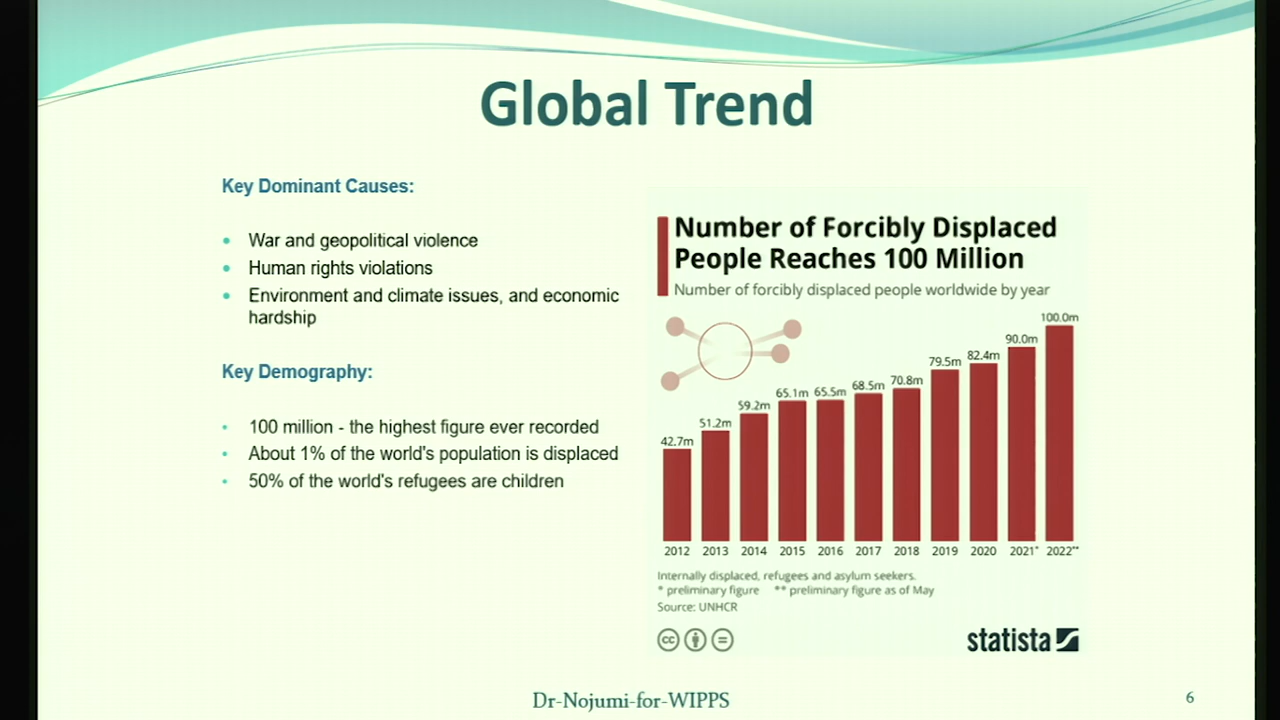 Global Trend
Key Dominant Causes:
• War and geopolitical violence
• Human rights violations
• Environment and climate issues, and economic
hardship
Key Demography:
• 100 million - the highest figure ever recorded
• About 1% of the world's population is displaced
• 50% of the world's refugees are children
Number of Forcibly Displaced
People Reaches 100 Million
Number of forcibly displaced people worldwide by year
42.7m 51.2m 59.2m 65.1m 65.5m 68.5m 70.8m 79.5m 82.4m 90.0m 100.0m
2012 2013 2014 2015 2016 2017 2018 2019 2020 2021* 2022**
Internally displaced, refugees and asylum seekers.
* preliminary figure ** preliminary figure as of May
Source: UNHCR
cc
statista
Dr-Nojumi-for-WIPPS
6